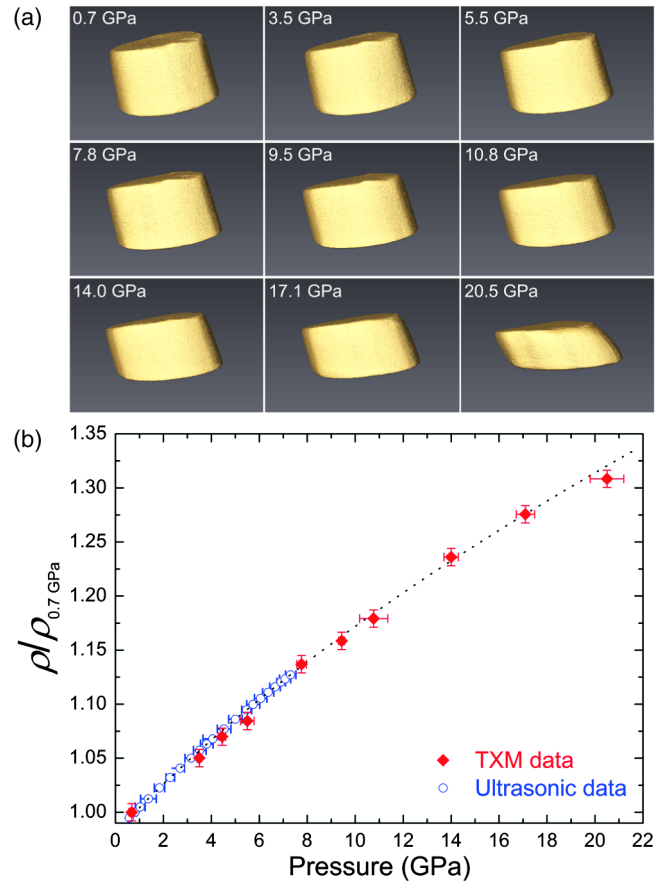 (a)
0.7 GPa 3.5 GPa 5.5 GPa
7.8 GPa 9.5 GPa 10.8 GPa
14.0 GPa 17.1 GPa 20.5 GPa
(b)
1.35
1.30
1.25
1.20
1.15
1.10
1.05
1.00
ρ/ρ0.7 GPa
TXM data
Ultrasonic data
0 2 4 6 8 10 12 14 16 18 20 22
Pressure (GPa)